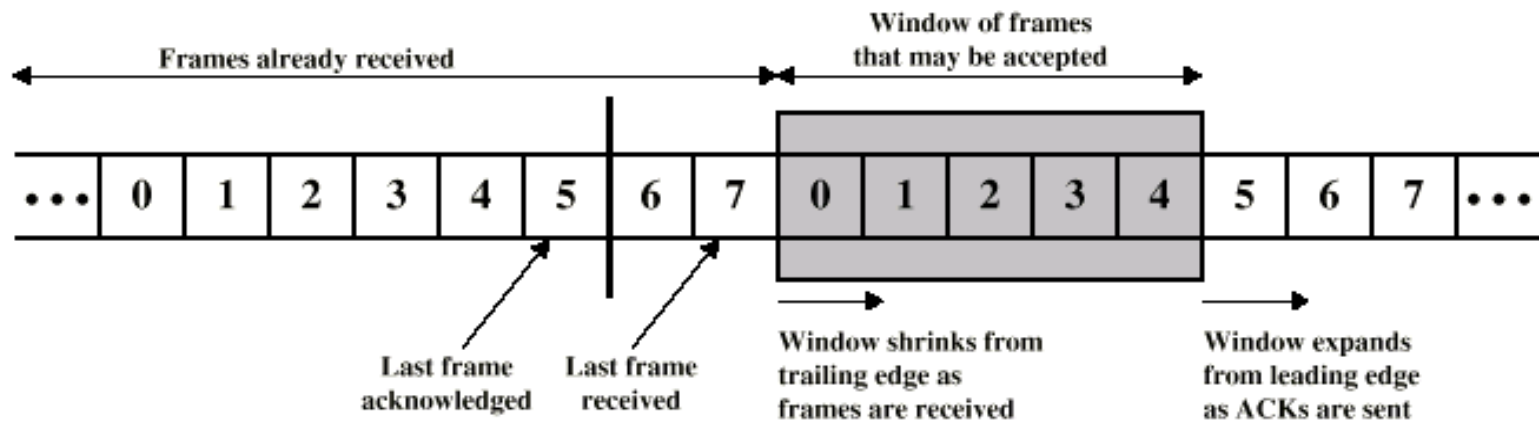 Window of frames
that may be accepted
Frames already received
••• 0 1 2 3 4 5 6 7 0 1 2 3 4 5 6 7 •••
Last frame
acknowledged
Last frame
received
Window shrinks from
trailing edge as
frames are received
Window expands
from leading edge
as ACKs are sent